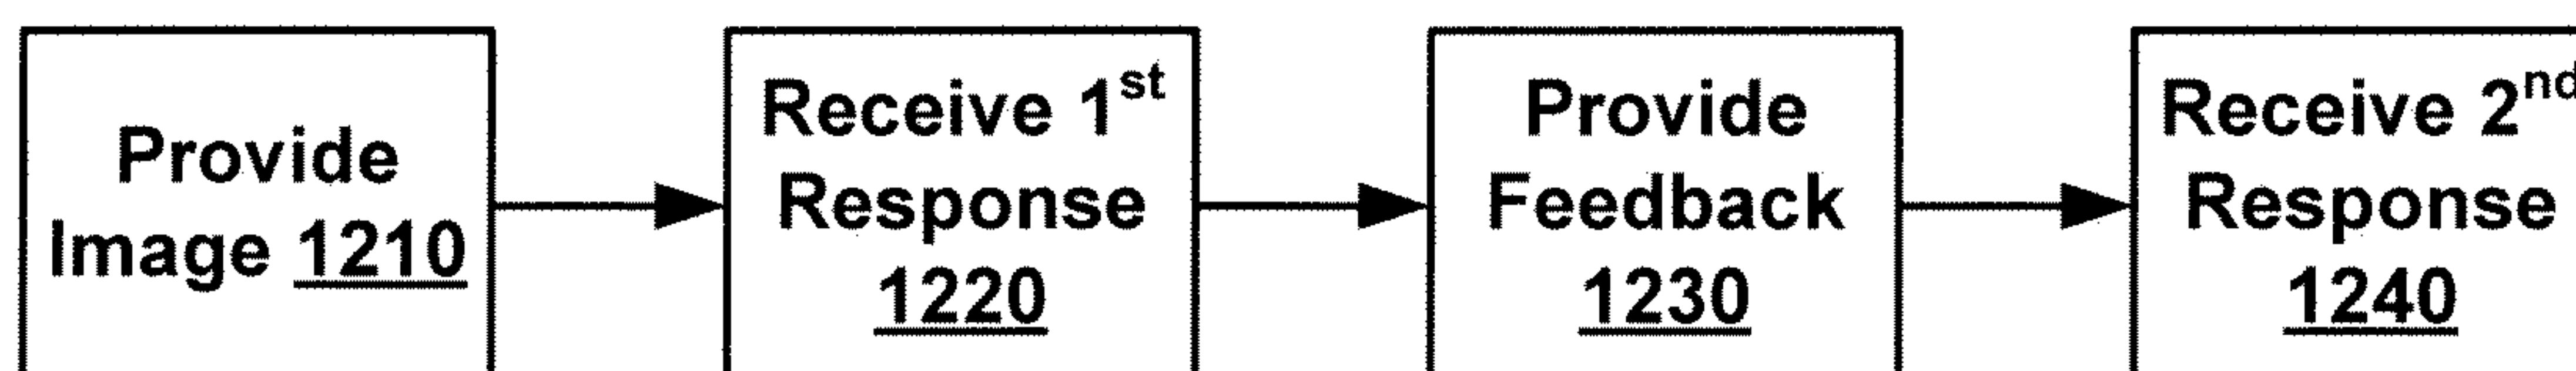 Provide
Image 1210
Receive 1st
Response
1220
Provide
Feedback
1230
Receive 2nd
Response
1240